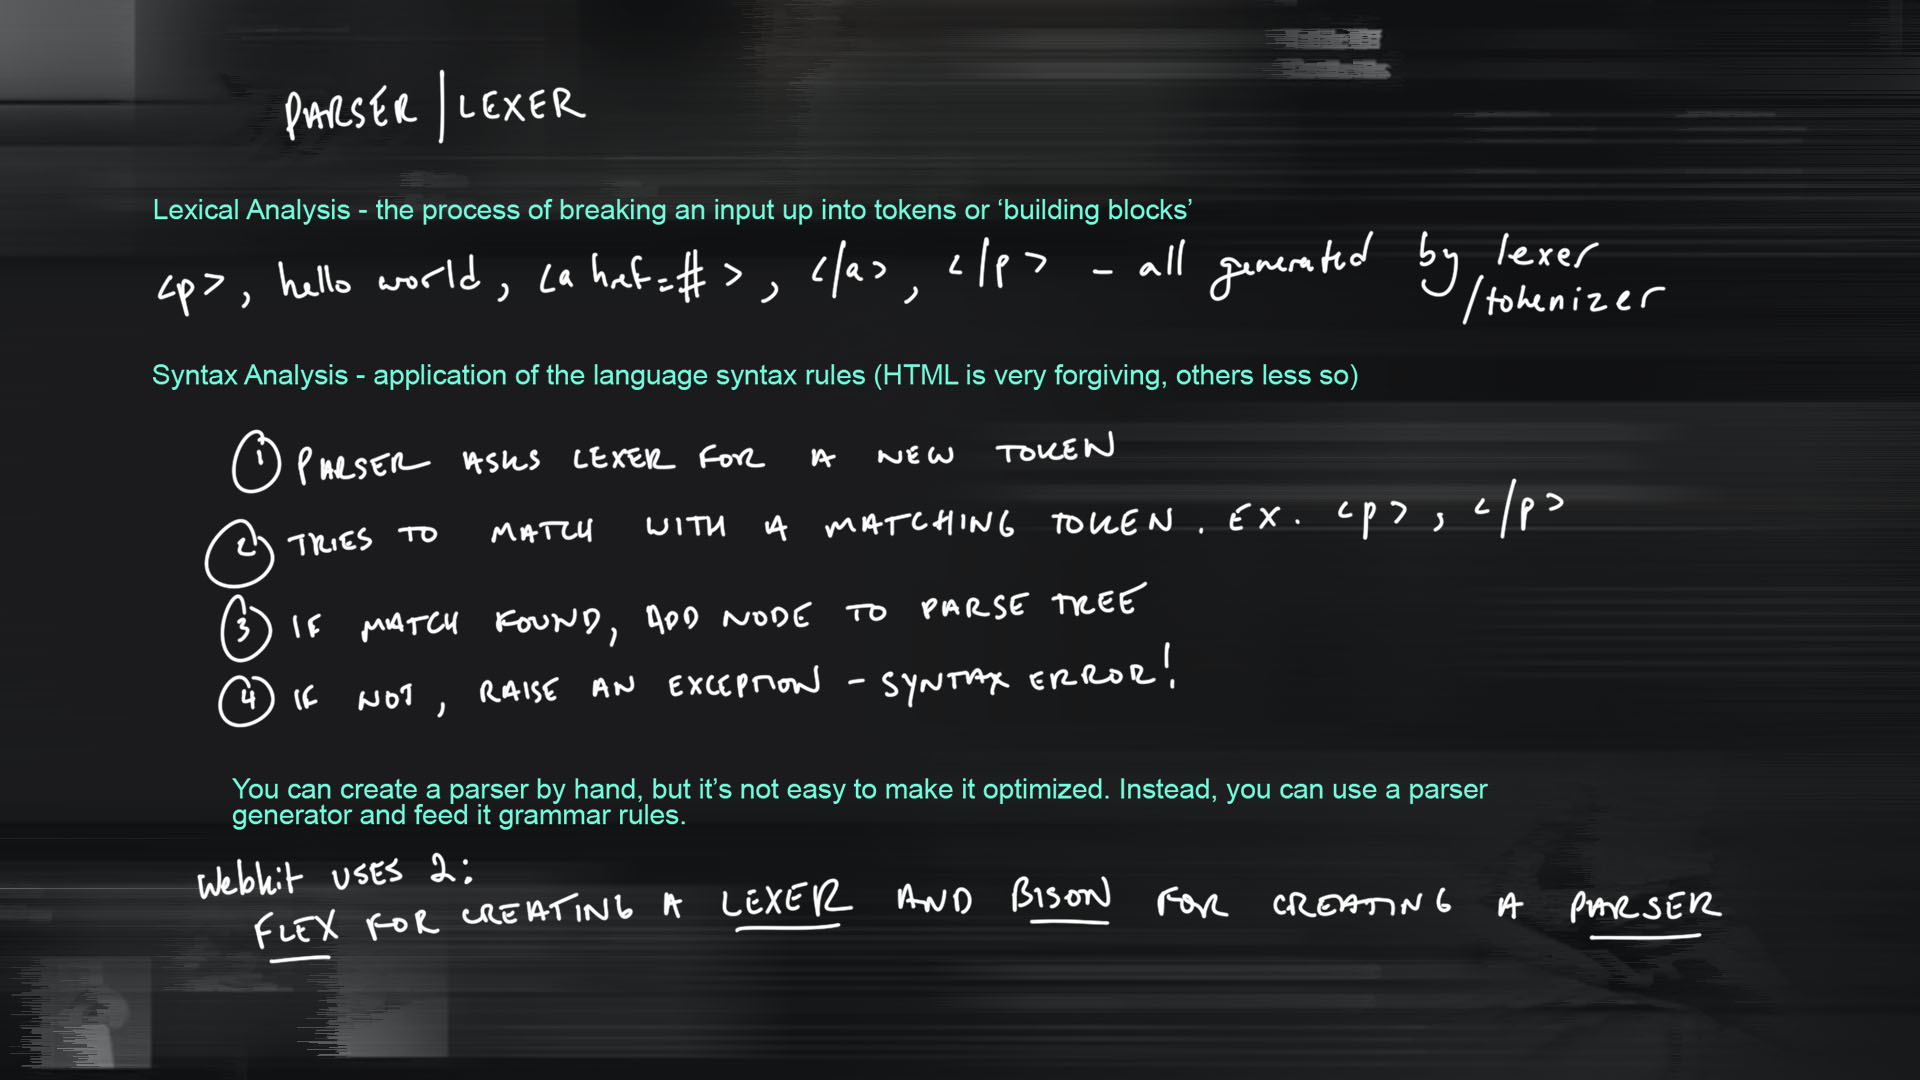 PARSER | LEXER
Lexical Analysis - the process of breaking an input up into tokens or ‘building blocks’
<p>, hello world, <a href=# >, </a>, </p> - all generated by lexer
/tokenizer
Syntax Analysis - application of the language syntax rules (HTML is very forgiving, others less so)
1 PARSER ASKS LEXER FOR A NEW TOKEN
2 TRIES TO MATCH WITH A MATCHING TOKEN. EX. <p>, </p>
3 IF MATCH FOUND, ADD NODE TO PARSE TREE
4 IF NOT, RAISE AN EXCEPTION - SYNTAX ERROR!
You can create a parser by hand, but it’s not easy to make it optimized. Instead, you can use a parser
generator and feed it grammar rules.
Webkit USES 2:
FLEX FOR CREATING A LEXER AND BISON FOR CREATING A PARSER